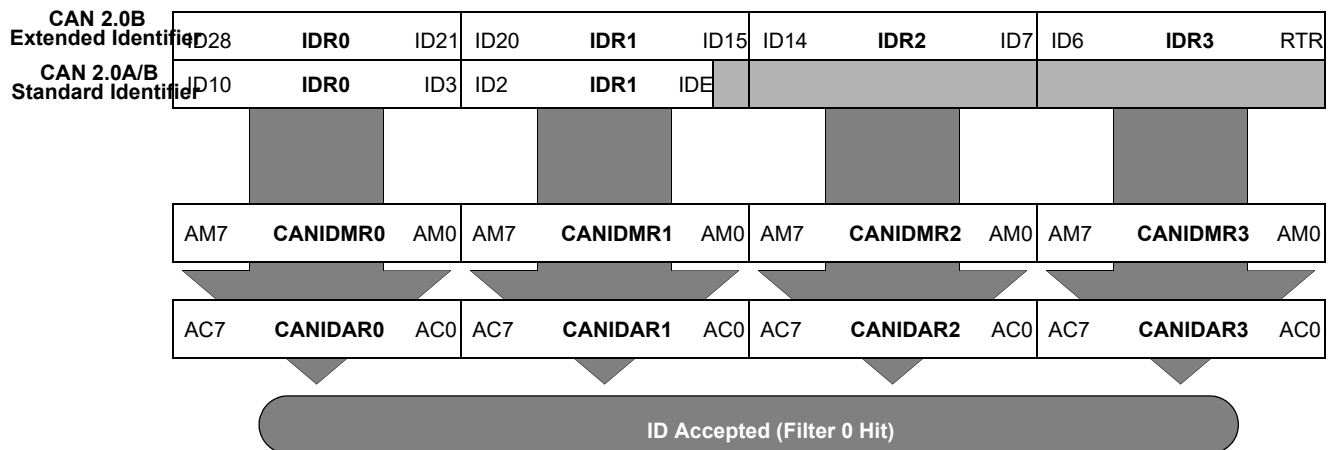 CAN 2.0B
Extended Identifier ID28 IDR0 ID21 ID20 IDR1 ID15 ID14 IDR2 ID7 ID6 IDR3 RTR
CAN 2.0A/B
Standard Identifier ID10 IDR0 ID3 ID2 IDR1 IDE
AM7 CANIDMR0 AM0 AM7 CANIDMR1 AM0 AM7 CANIDMR2 AM0 AM7 CANIDMR3 AM0
AC7 CANIDAR0 AC0 AC7 CANIDAR1 AC0 AC7 CANIDAR2 AC0 AC7 CANIDAR3 AC0
ID Accepted (Filter 0 Hit)